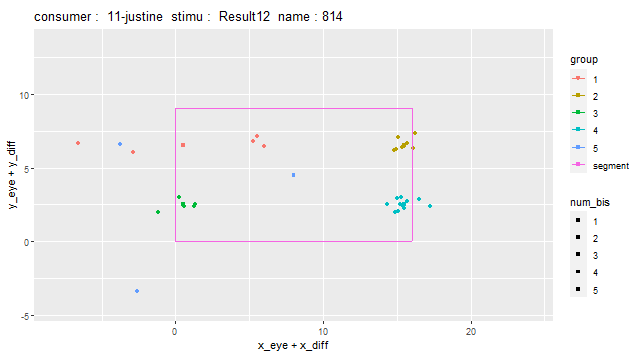 consumer : 11-justine stimu : Result12 name : 814
y_eye + y_diff
10
5
0
-5
0
10
20
x_eye + x_diff
group
1
2
3
4
5
segment
num_bis
1
2
3
4
5